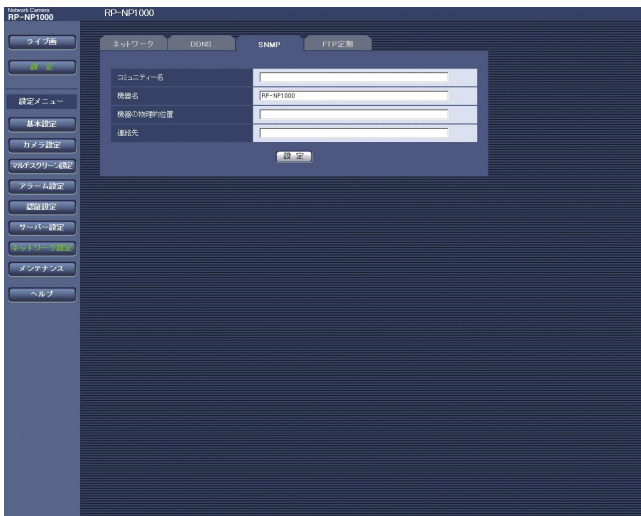 Network Camera
RP-NP1000
RP-NP1000
ライブ画
設 定
設定メニュー
基本設定
カメラ設定
マルチスクリーン設定
アラーム設定
認証設定
サーバー設定
ネットワーク設定
メンテナンス
ヘルプ
ネットワーク
DDNS
SNMP
FTP定期
コミュニティー名
機器名
RP-NP1000
機器の物理的位置
連絡先
設 定